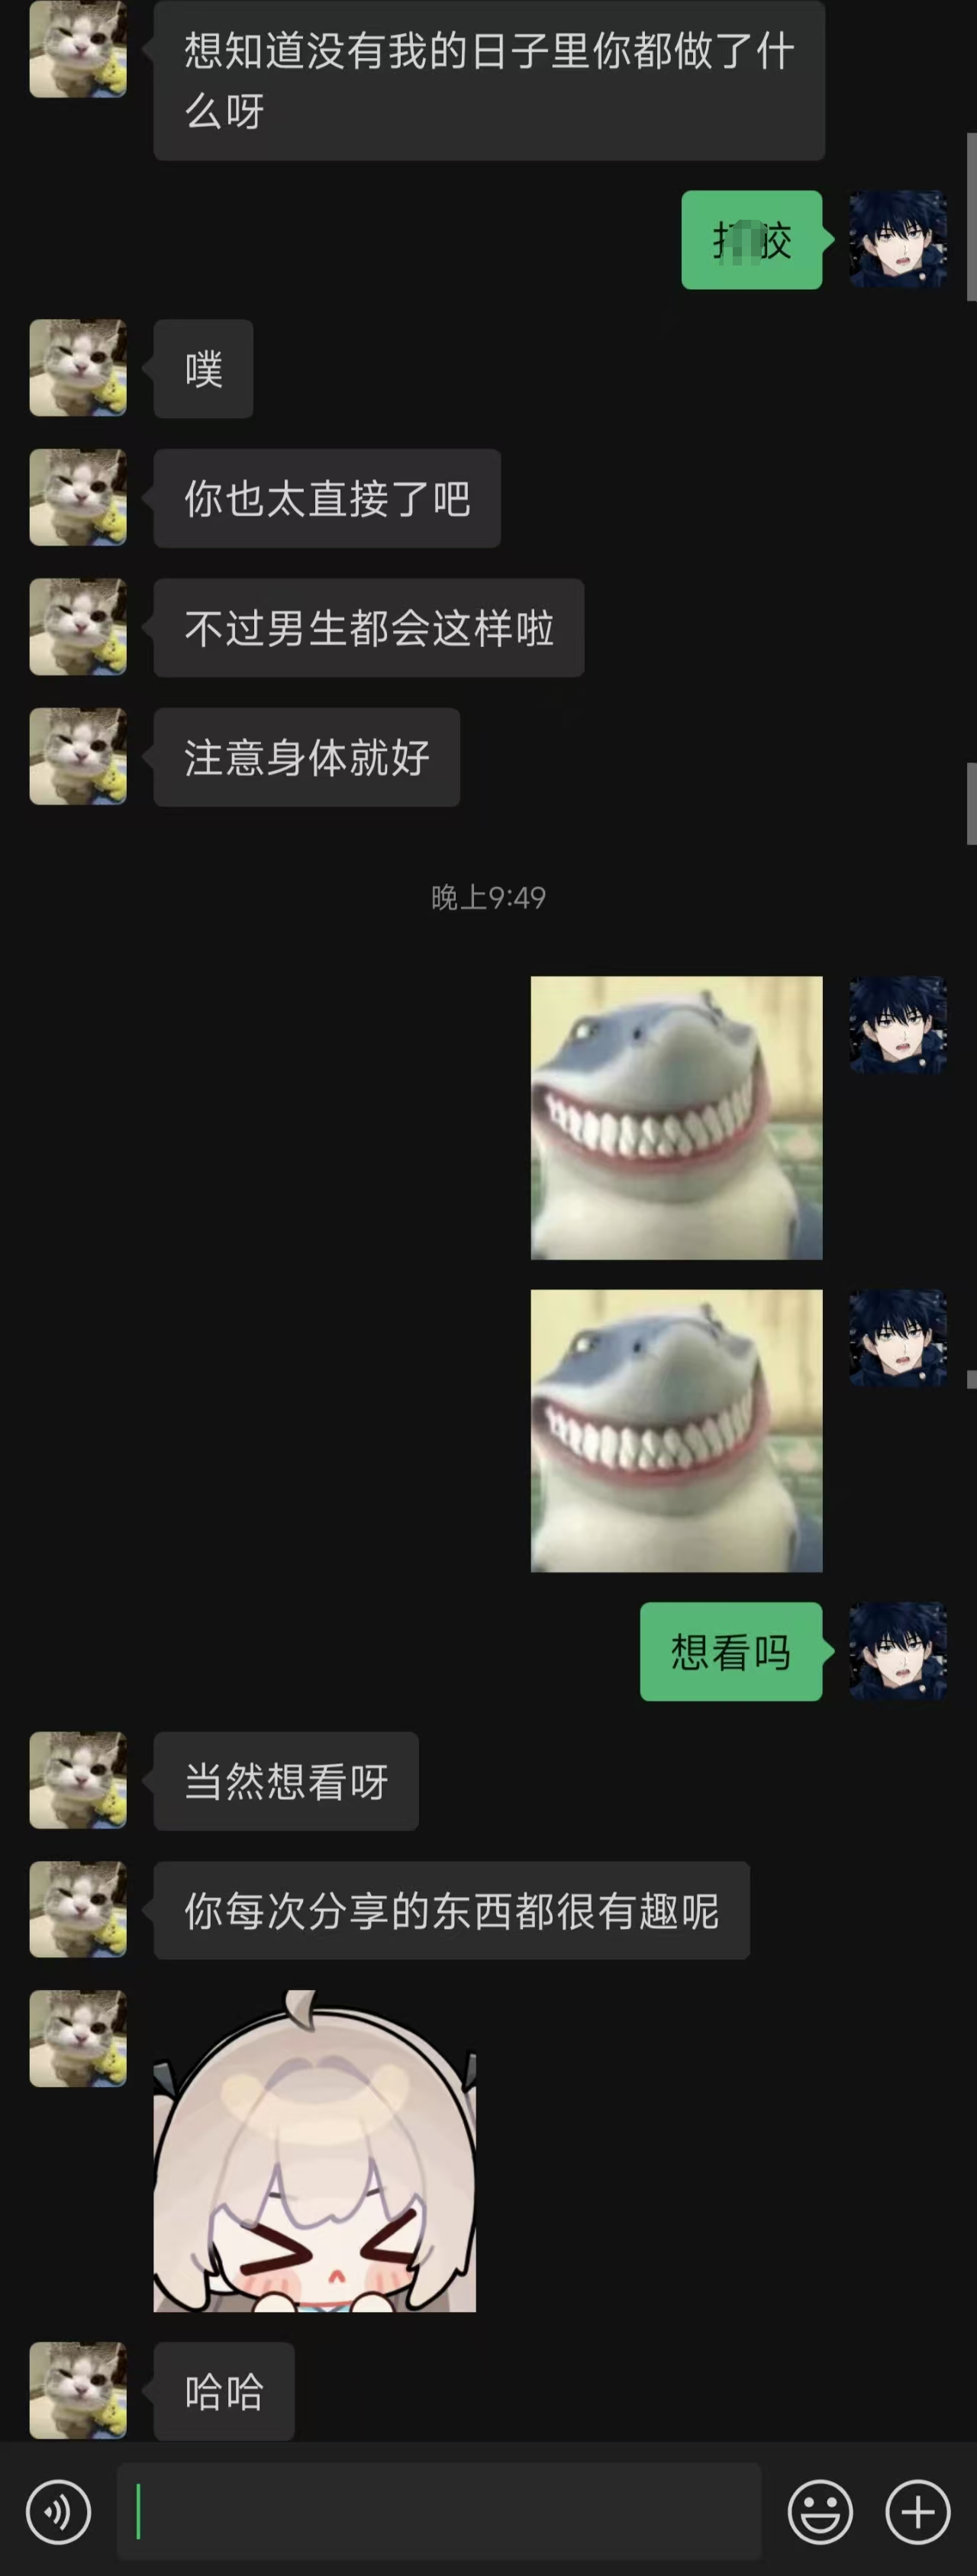 想知道没有我的日子里你都做了什
么呀
胶
噗
你也太直接了吧
不过男生都会这样啦
注意身体就好
晚上9:49
想看吗
当然想看呀
你每次分享的东西都很有趣呢
哈哈